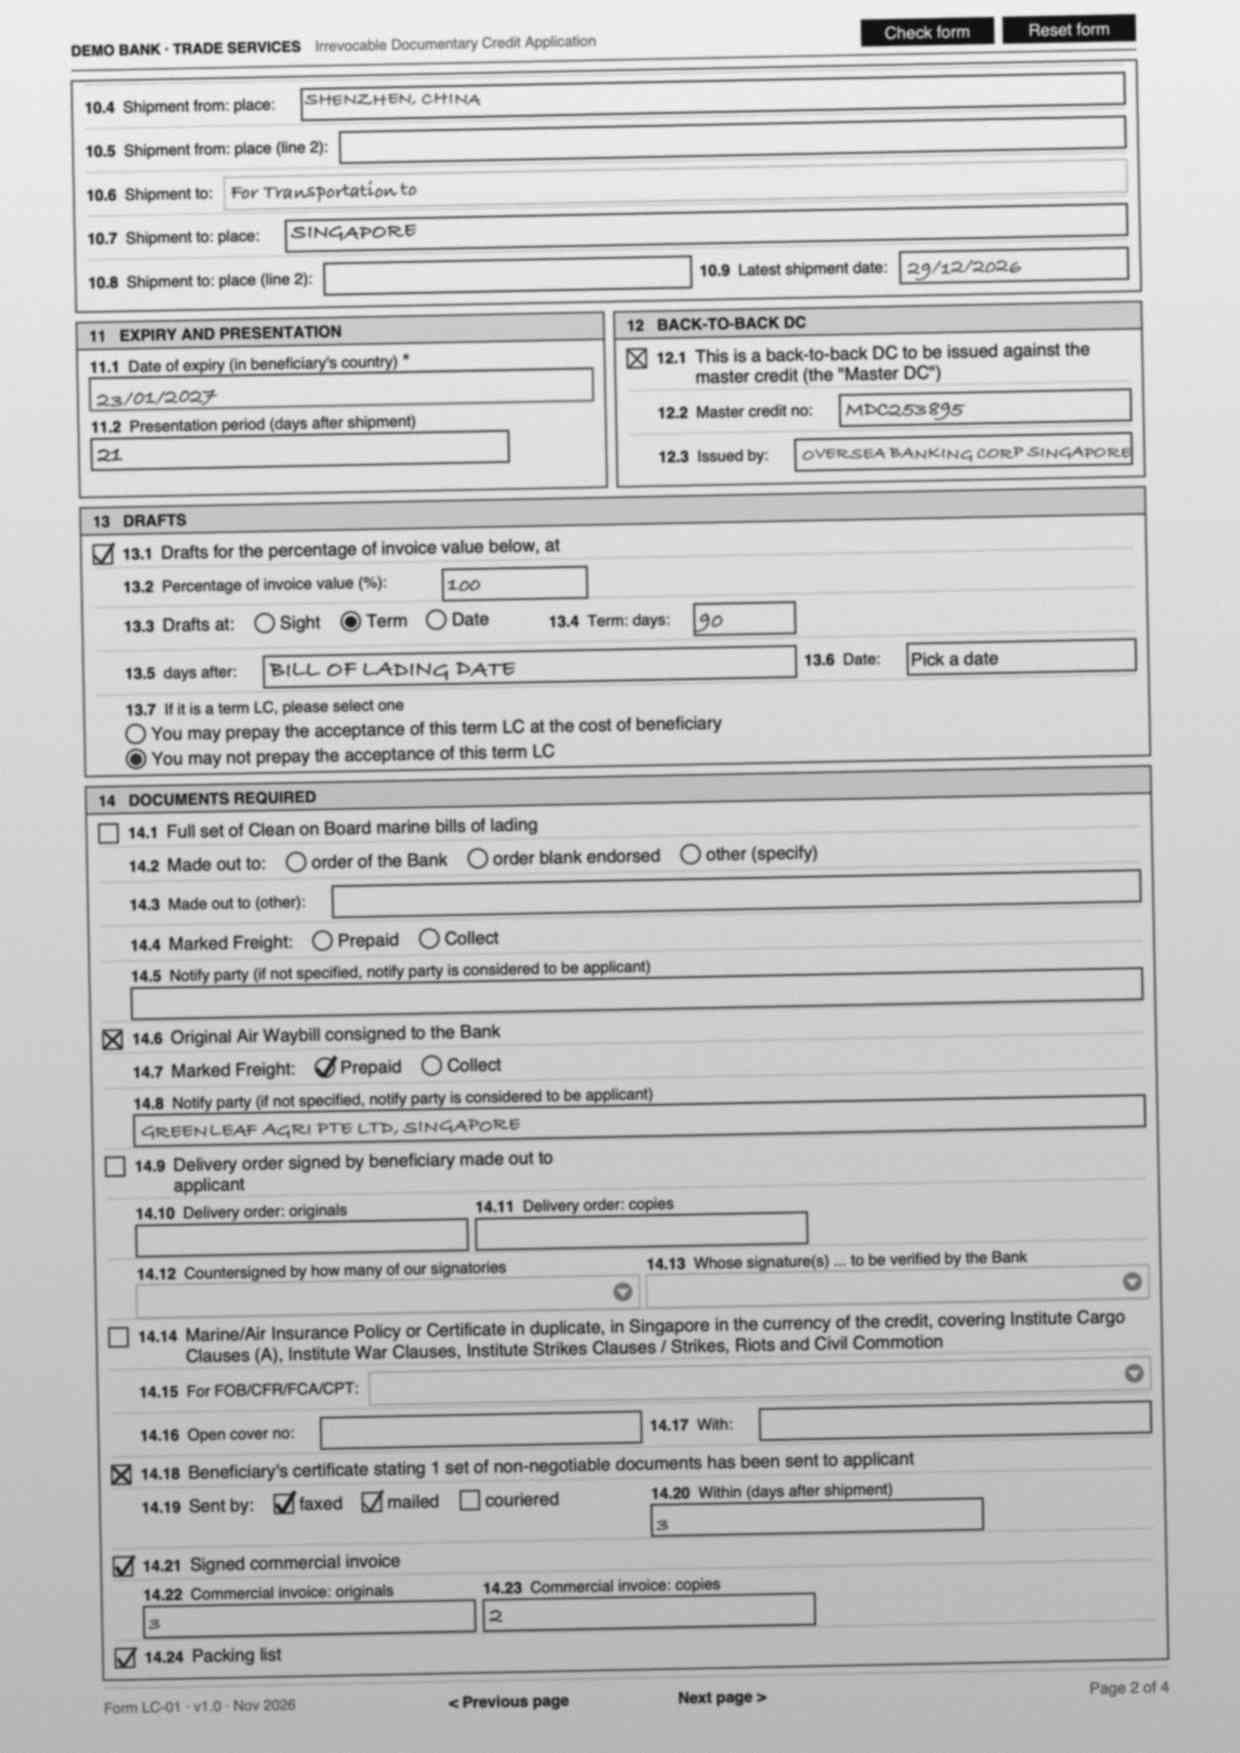 DEMO BANK · TRADE SERVICES Irrevocable Documentary Credit Application Check form Reset form
10.4 Shipment from: place: SHENZHEN, CHINA
10.5 Shipment from: place (line 2):
10.6 Shipment to: For Transportation to
10.7 Shipment to: place: SINGAPORE
10.8 Shipment to: place (line 2): 10.9 Latest shipment date: 29/12/2026
11 EXPIRY AND PRESENTATION
11.1 Date of expiry (in beneficiary's country) *
23/01/2027
11.2 Presentation period (days after shipment)
21
12 BACK-TO-BACK DC
12.1 This is a back-to-back DC to be issued against the
master credit (the "Master DC")
12.2 Master credit no: MDC253895
12.3 Issued by: OVERSEA BANKING CORP SINGAPORE
13 DRAFTS
13.1 Drafts for the percentage of invoice value below, at
13.2 Percentage of invoice value (%): 100
13.3 Drafts at: Sight Term Date 13.4 Term: days: 90
13.5 days after: BILL OF LADING DATE 13.6 Date: Pick a date
13.7 If it is a term LC, please select one
You may prepay the acceptance of this term LC at the cost of beneficiary
You may not prepay the acceptance of this term LC
14 DOCUMENTS REQUIRED
14.1 Full set of Clean on Board marine bills of lading
14.2 Made out to: order of the Bank order blank endorsed other (specify)
14.3 Made out to (other):
14.4 Marked Freight: Prepaid Collect
14.5 Notify party (if not specified, notify party is considered to be applicant)
14.6 Original Air Waybill consigned to the Bank
14.7 Marked Freight: Prepaid Collect
14.8 Notify party (if not specified, notify party is considered to be applicant)
GREENLEAF AGRI PTE LTD, SINGAPORE
14.9 Delivery order signed by beneficiary made out to
applicant
14.10 Delivery order: originals 14.11 Delivery order: copies
14.12 Countersigned by how many of our signatories 14.13 Whose signature(s) ... to be verified by the Bank
14.14 Marine/Air Insurance Policy or Certificate in duplicate, in Singapore in the currency of the credit, covering Institute Cargo
Clauses (A), Institute War Clauses, Institute Strikes Clauses / Strikes, Riots and Civil Commotion
14.15 For FOB/CFR/FCA/CPT:
14.16 Open cover no: 14.17 With:
14.18 Beneficiary's certificate stating 1 set of non-negotiable documents has been sent to applicant
14.19 Sent by: faxed mailed couriered 14.20 Within (days after shipment)
3
14.21 Signed commercial invoice
14.22 Commercial invoice: originals 14.23 Commercial invoice: copies
3 2
14.24 Packing list
Form LC-01 · v1.0 · Nov 2026 < Previous page Next page > Page 2 of 4